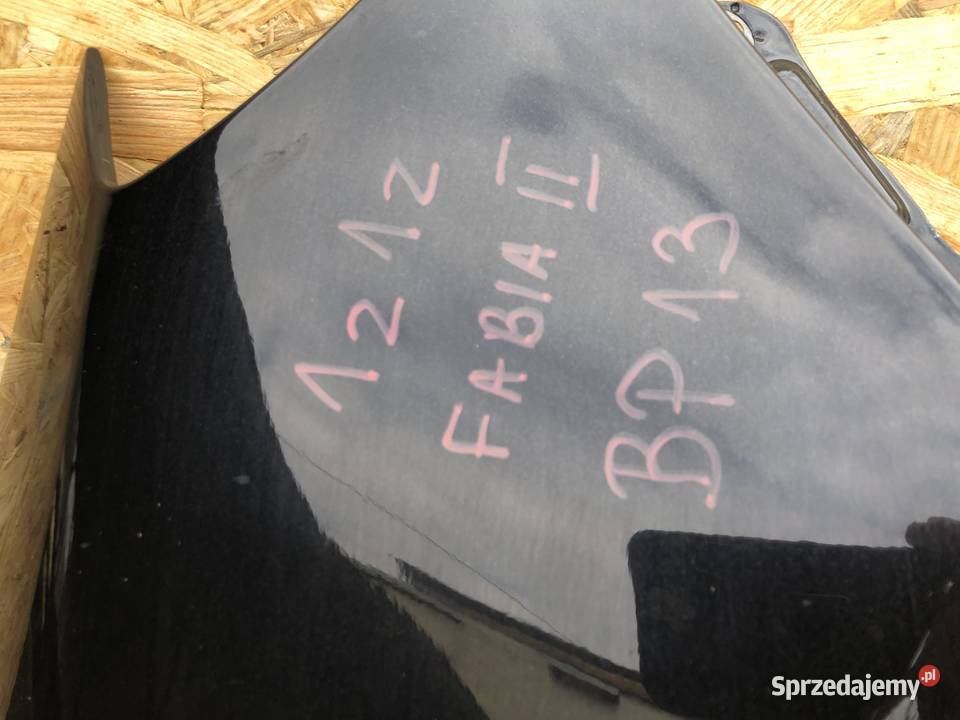 1212
FABIA II
BP13
Sprzedajemy.pl